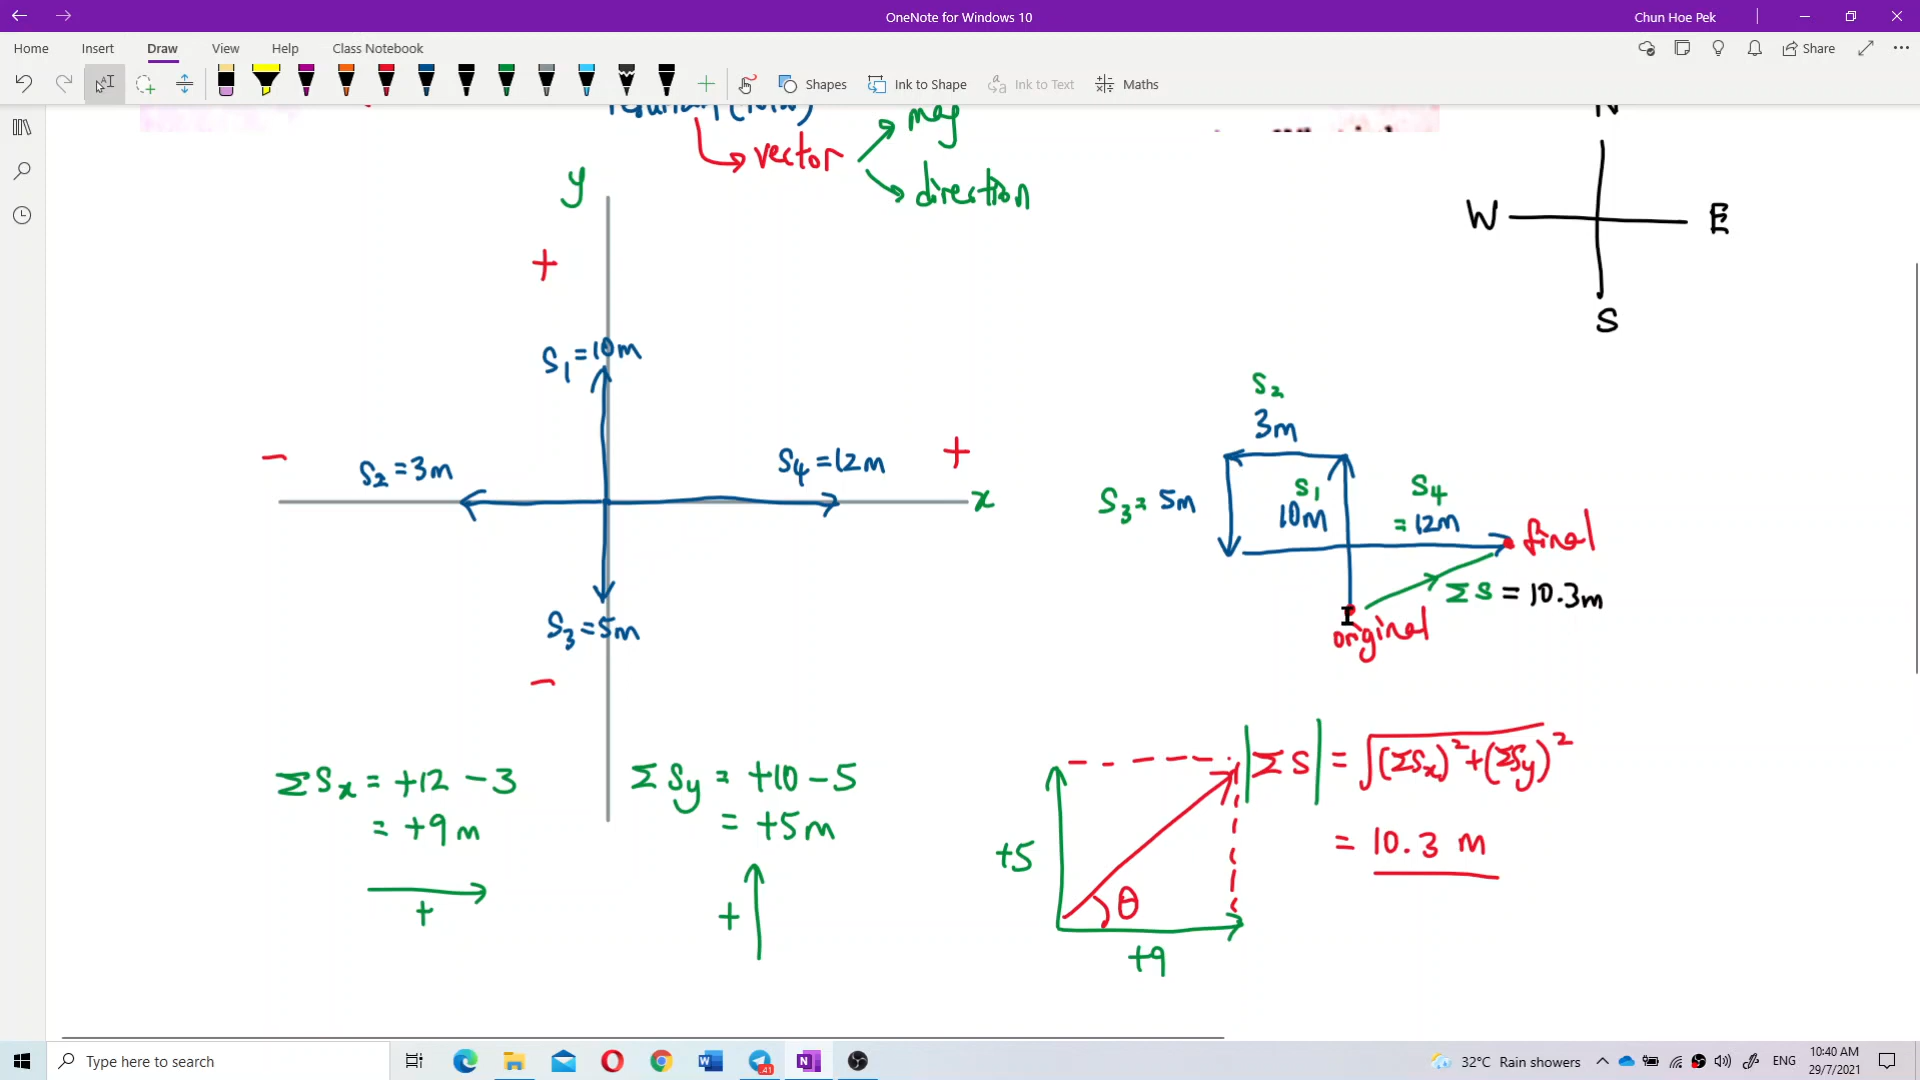 OneNote for Windows 10
Chun Hoe Pek
Home Insert Draw View Help Class Notebook
Share
Shapes Ink to Shape Ink to Text Maths
mag
vector
direction
N
W E
S
y
+
S₁ = 10m
− S₂ = 3m S₄ = 12m +
x
S₃ = 5m
−
S₂
3m
S₃ = 5m S₁ S₄
10m = 12m final
ΣS = 10.3m
original
ΣSx = +12 − 3
= +9 m
+
ΣSy = +10 − 5
= +5m
+
+5
θ
+9
|ΣS| = √(ΣSx)² + (ΣSy)²
= 10.3 m
Type here to search
41
32°C Rain showers
ENG
10:40 AM
29/7/2021